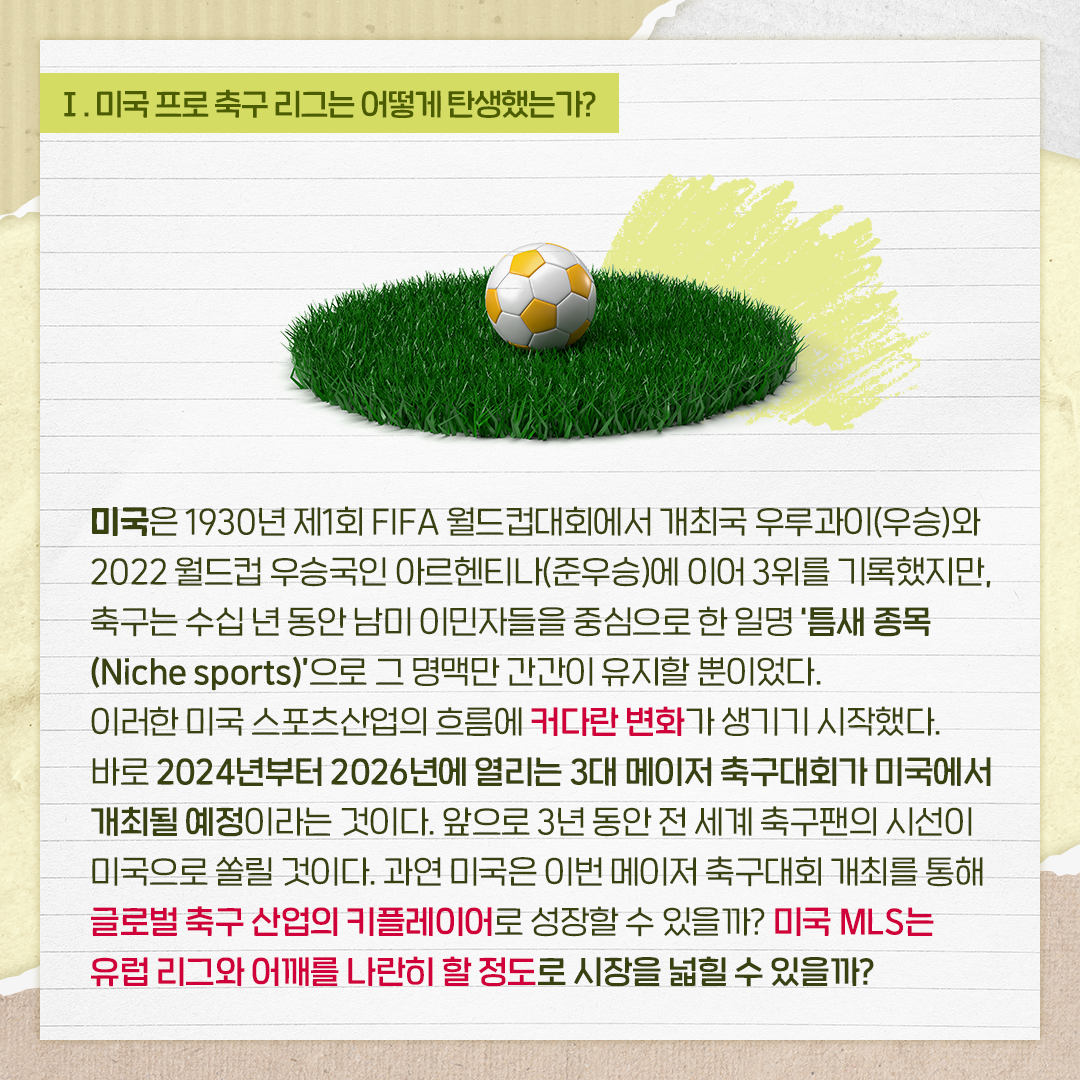 Ⅰ. 미국 프로 축구 리그는 어떻게 탄생했는가?
미국은 1930년 제1회 FIFA 월드컵대회에서 개최국 우루과이(우승)와
2022 월드컵 우승국인 아르헨티나(준우승)에 이어 3위를 기록했지만,
축구는 수십 년 동안 남미 이민자들을 중심으로 한 일명 '틈새 종목
(Niche sports)'으로 그 명맥만 간간이 유지할 뿐이었다.
이러한 미국 스포츠산업의 흐름에 커다란 변화가 생기기 시작했다.
바로 2024년부터 2026년에 열리는 3대 메이저 축구대회가 미국에서
개최될 예정이라는 것이다. 앞으로 3년 동안 전 세계 축구팬의 시선이
미국으로 쏠릴 것이다. 과연 미국은 이번 메이저 축구대회 개최를 통해
글로벌 축구 산업의 키플레이어로 성장할 수 있을까? 미국 MLS는
유럽 리그와 어깨를 나란히 할 정도로 시장을 넓힐 수 있을까?